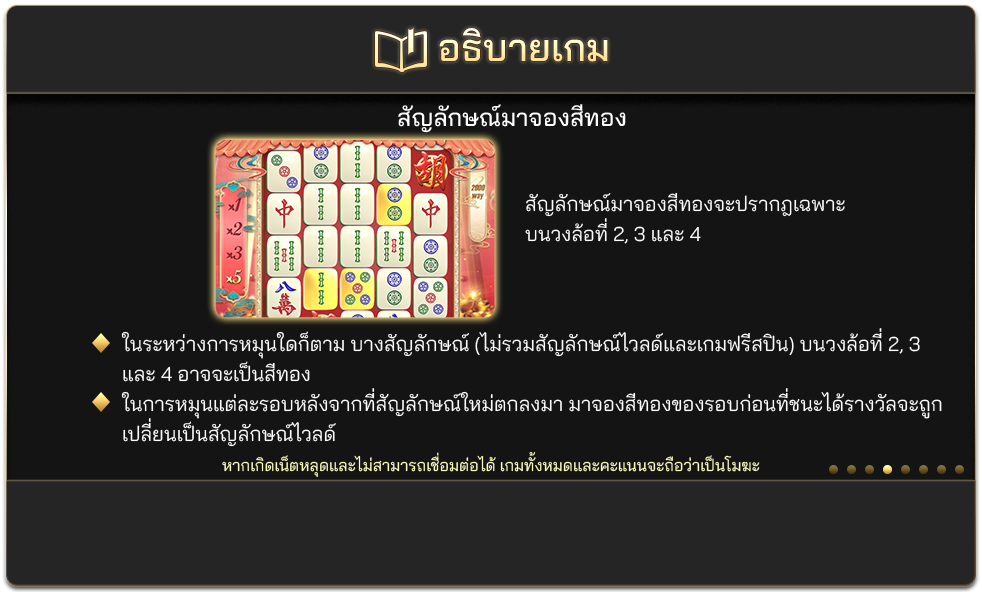 อธิบายเกม
สัญลักษณ์มาจองสีทอง
x1
x2
x3
x5
胡
2000
way
中
中
八
萬
สัญลักษณ์มาจองสีทองจะปรากฏเฉพาะ
บนวงล้อที่ 2, 3 และ 4
ในระหว่างการหมุนใดก็ตาม บางสัญลักษณ์ (ไม่รวมสัญลักษณ์ไวลด์และเกมฟรีสปิน) บนวงล้อที่ 2, 3
และ 4 อาจจะเป็นสีทอง
ในการหมุนแต่ละรอบหลังจากที่สัญลักษณ์ใหม่ตกลงมา มาจองสีทองของรอบก่อนที่ชนะได้รางวัลจะถูก
เปลี่ยนเป็นสัญลักษณ์ไวลด์
หากเกิดเน็ตหลุดและไม่สามารถเชื่อมต่อได้ เกมทั้งหมดและคะแนนจะถือว่าเป็นโมฆะ